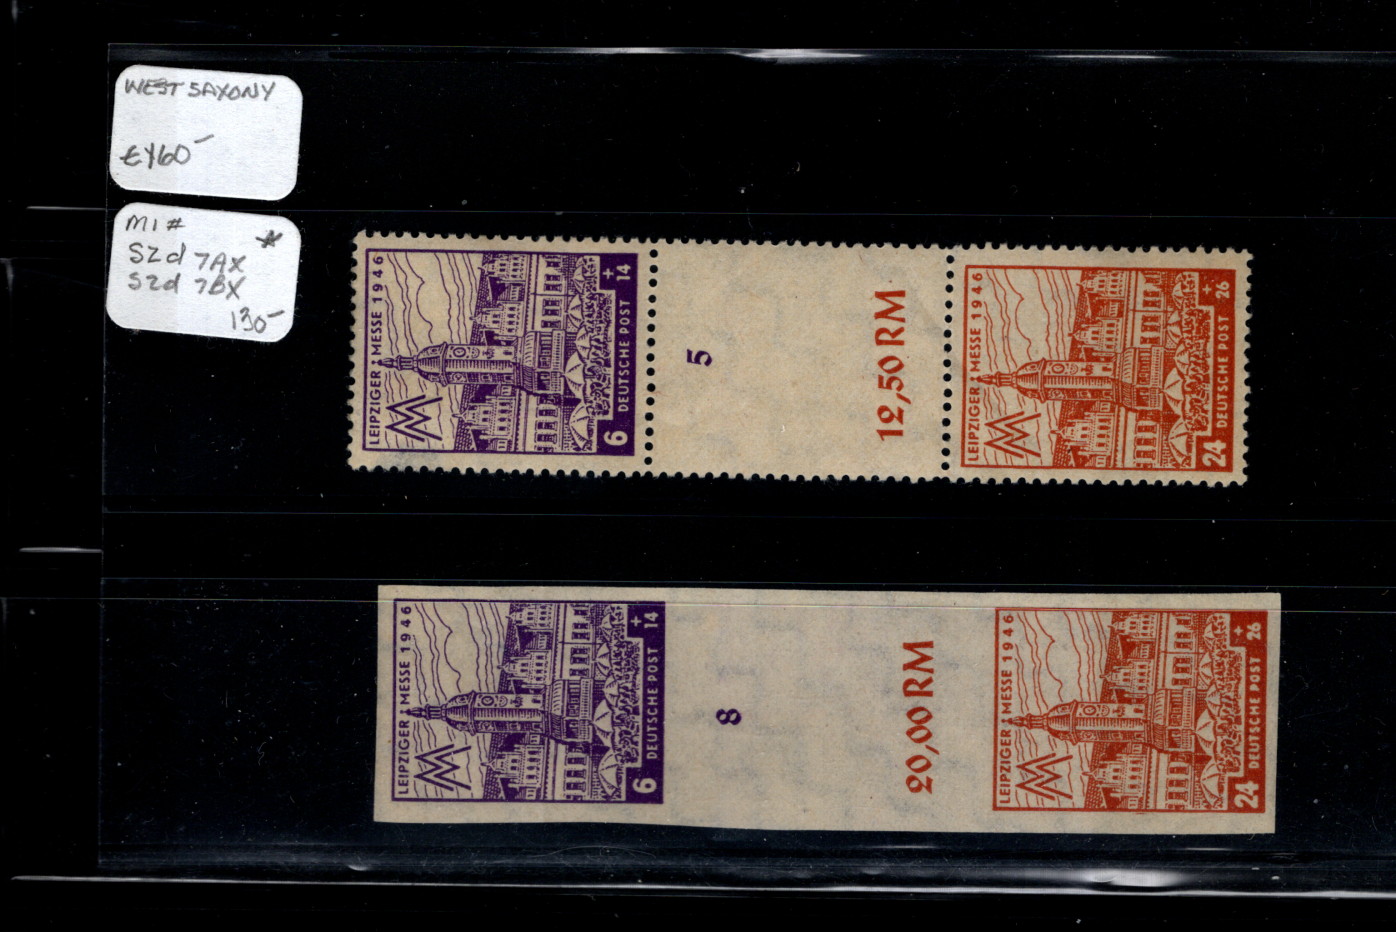 WEST SAXONY
€160-
MI#
*
SZd 7AX
SZd 7BX
130-
LEIPZIGER MESSE 1946
6
DEUTSCHE POST
+
14
5
12,50 RM
LEIPZIGER MESSE 1946
24
DEUTSCHE POST
+
26
LEIPZIGER MESSE 1946
6
DEUTSCHE POST
+
14
8
20,00 RM
LEIPZIGER MESSE 1946
24
DEUTSCHE POST
+
26